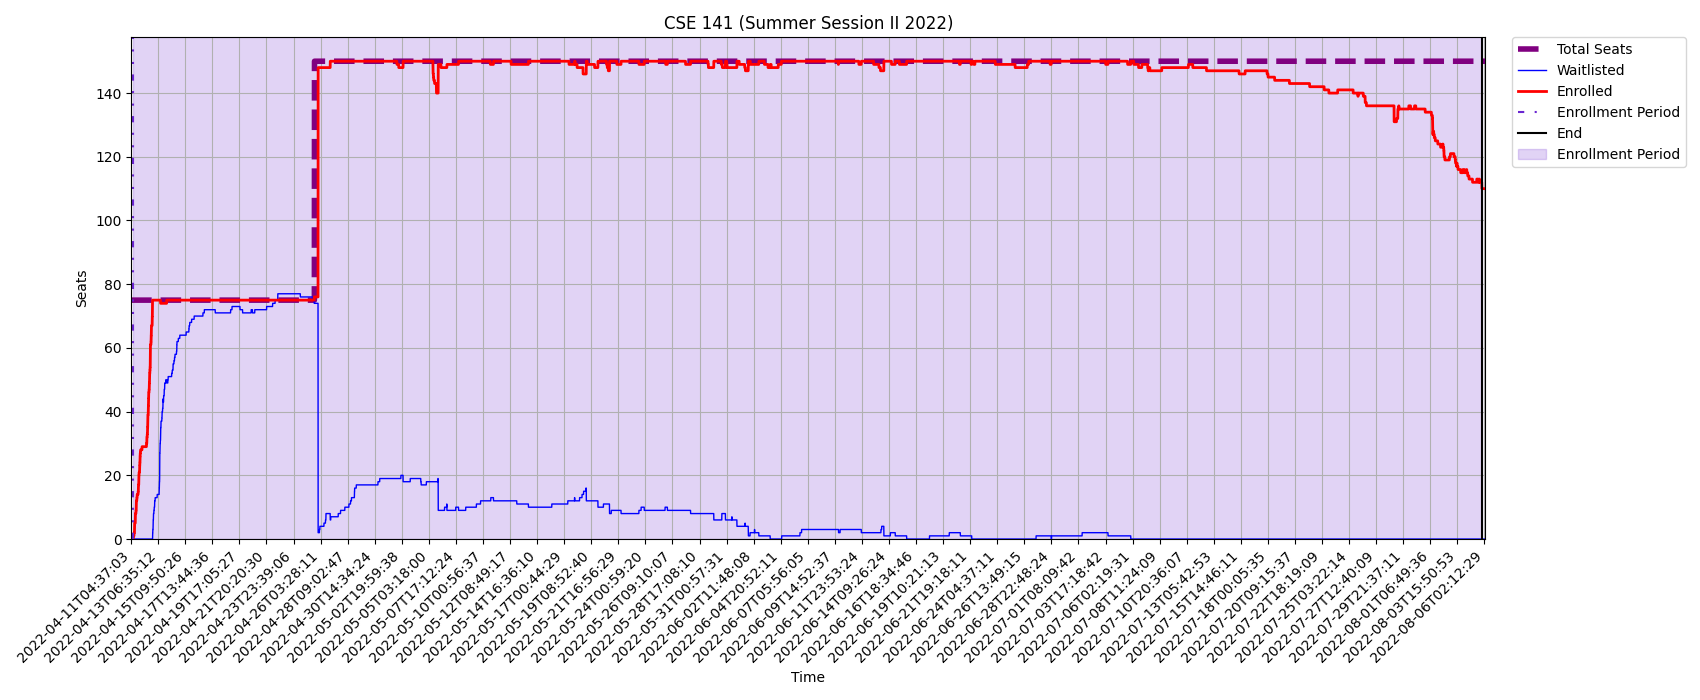 CSE 141 (Summer Session II 2022)
Total Seats
Waitlisted
Enrolled
Enrollment Period
End
Enrollment Period
Seats
140
120
100
80
60
40
20
0
2022-04-11T04:37:03
2022-04-13T06:35:12
2022-04-15T09:50:26
2022-04-17T13:44:36
2022-04-19T17:05:27
2022-04-21T20:20:30
2022-04-23T23:39:06
2022-04-26T03:28:11
2022-04-28T09:02:47
2022-04-30T14:34:24
2022-05-02T19:59:38
2022-05-05T03:18:00
2022-05-07T17:12:24
2022-05-10T00:56:37
2022-05-12T08:49:17
2022-05-14T16:36:10
2022-05-17T00:44:29
2022-05-19T08:52:40
2022-05-21T16:56:29
2022-05-24T00:59:20
2022-05-26T09:10:07
2022-05-28T17:08:10
2022-05-31T00:57:31
2022-06-02T11:48:08
2022-06-04T20:52:11
2022-06-07T05:56:05
2022-06-09T14:52:37
2022-06-11T23:53:24
2022-06-14T09:26:24
2022-06-16T18:34:46
2022-06-19T10:21:13
2022-06-21T19:18:11
2022-06-24T04:37:11
2022-06-26T13:49:15
2022-06-28T22:48:24
2022-07-01T08:09:42
2022-07-03T17:18:42
2022-07-06T02:19:31
2022-07-08T11:24:09
2022-07-10T20:36:07
2022-07-13T05:42:53
2022-07-15T14:46:11
2022-07-18T00:05:35
2022-07-20T09:15:37
2022-07-22T18:19:09
2022-07-25T03:22:14
2022-07-27T12:40:09
2022-07-29T21:37:11
2022-08-01T06:49:36
2022-08-03T15:50:53
2022-08-06T02:12:29
Time